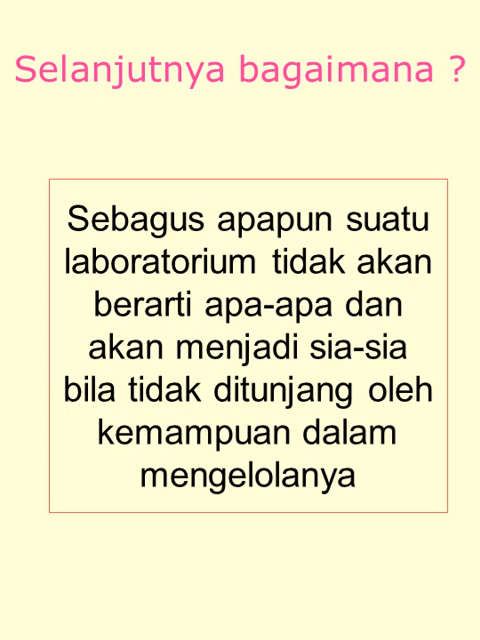 Selanjutnya bagaimana ?
Sebagus apapun suatu
laboratorium tidak akan
berarti apa-apa dan
akan menjadi sia-sia
bila tidak ditunjang oleh
kemampuan dalam
mengelolanya